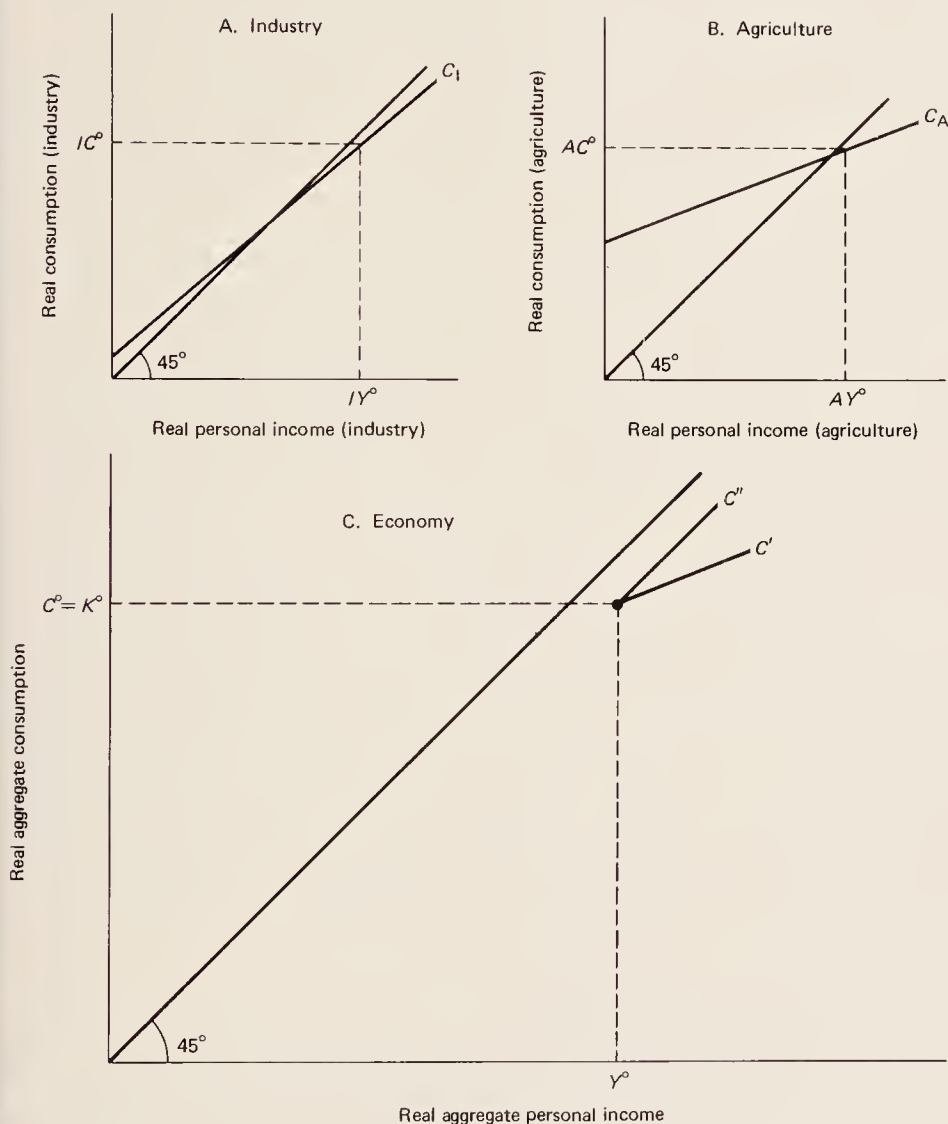 A. Industry
Real consumption (industry)
IC°
C_I
45°
IY°
Real personal income (industry)
B. Agriculture
Real consumption (agriculture)
AC°
C_A
45°
AY°
Real personal income (agriculture)
C. Economy
Real aggregate consumption
C° = K°
C"
C'
45°
Y°
Real aggregate personal income